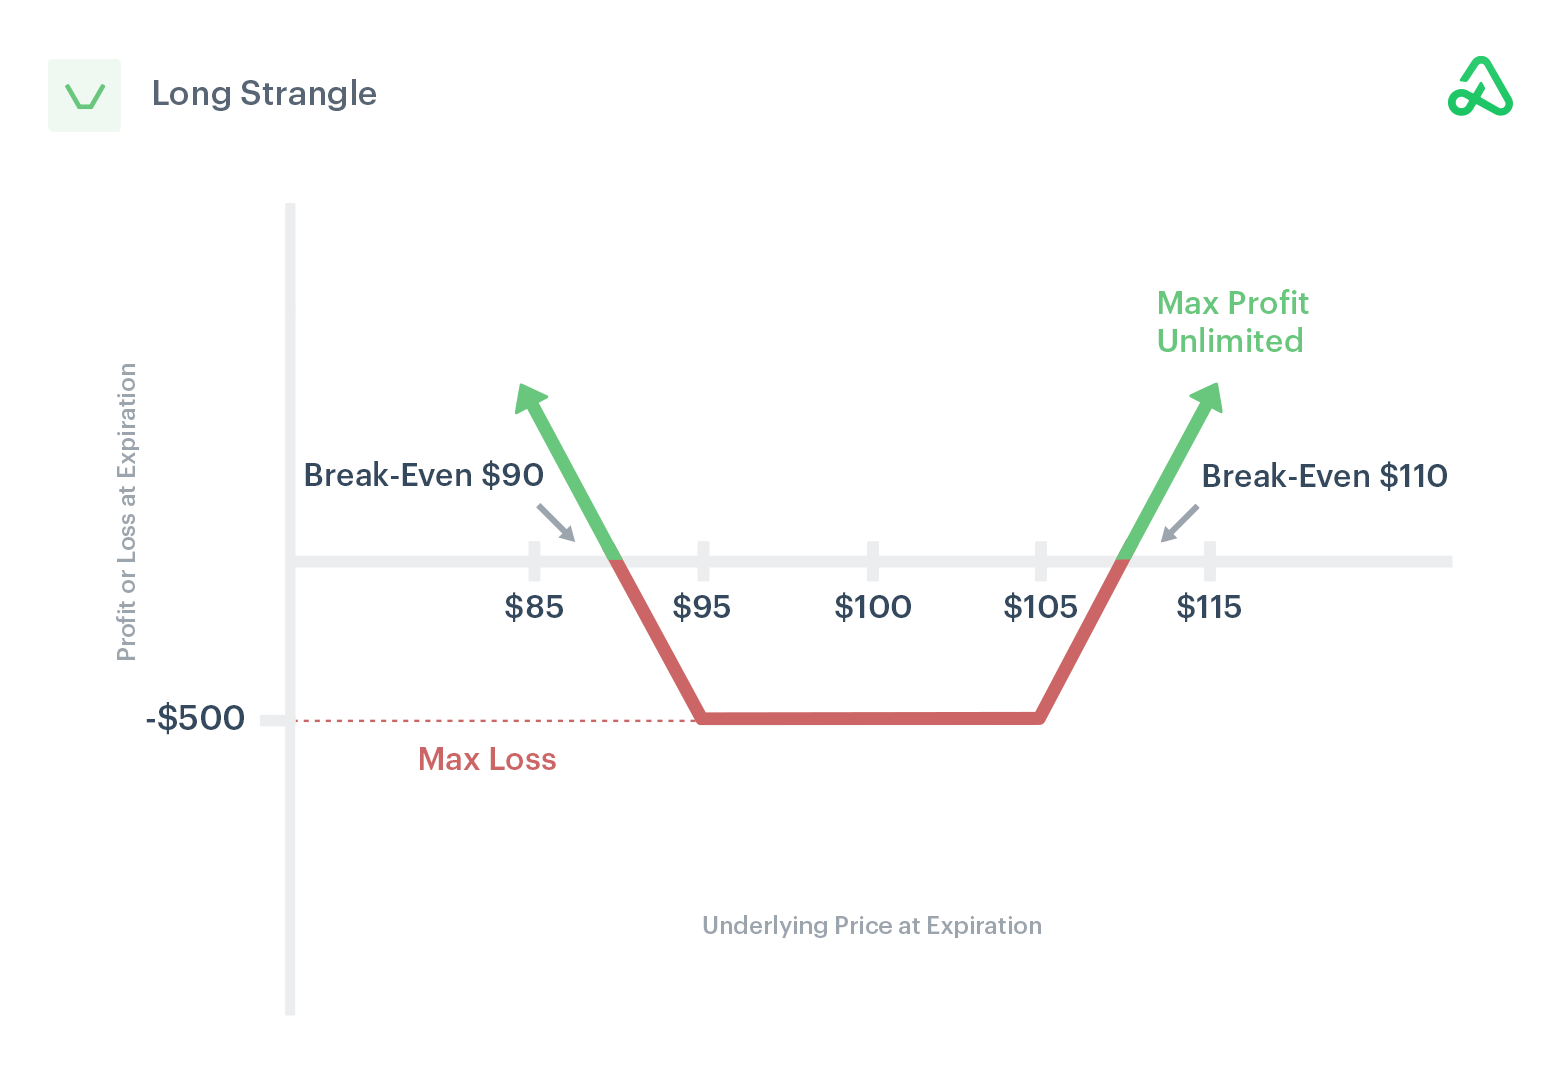 Long Strangle
Max Profit
Unlimited
Profit or Loss at Expiration
Break-Even $90
Break-Even $110
$85
$95
$100
$105
$115
-$500
Max Loss
Underlying Price at Expiration